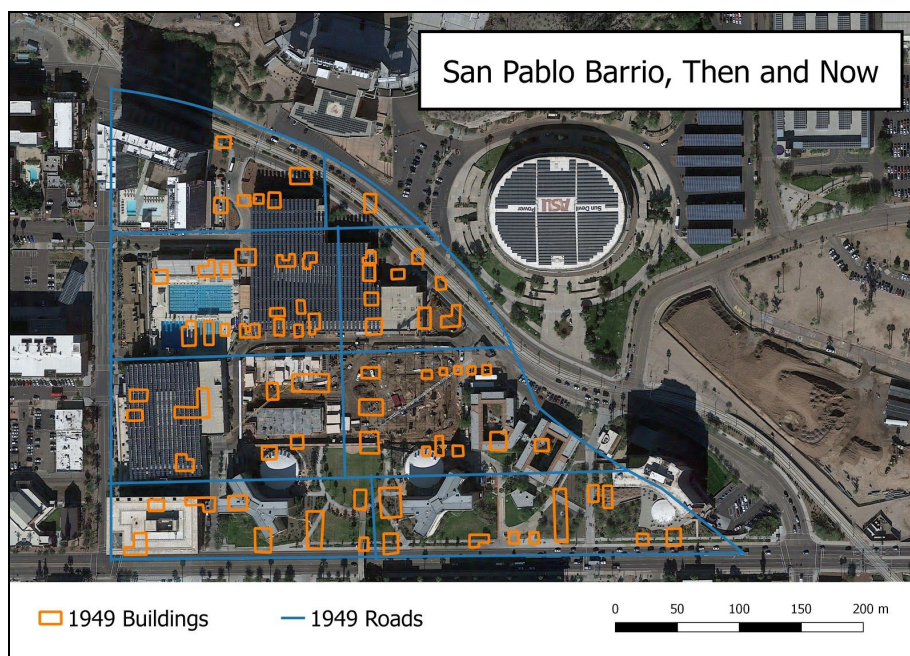 San Pablo Barrio, Then and Now
Sun Devil
ASU
Power
1949 Buildings
1949 Roads
0 50 100 150 200 m